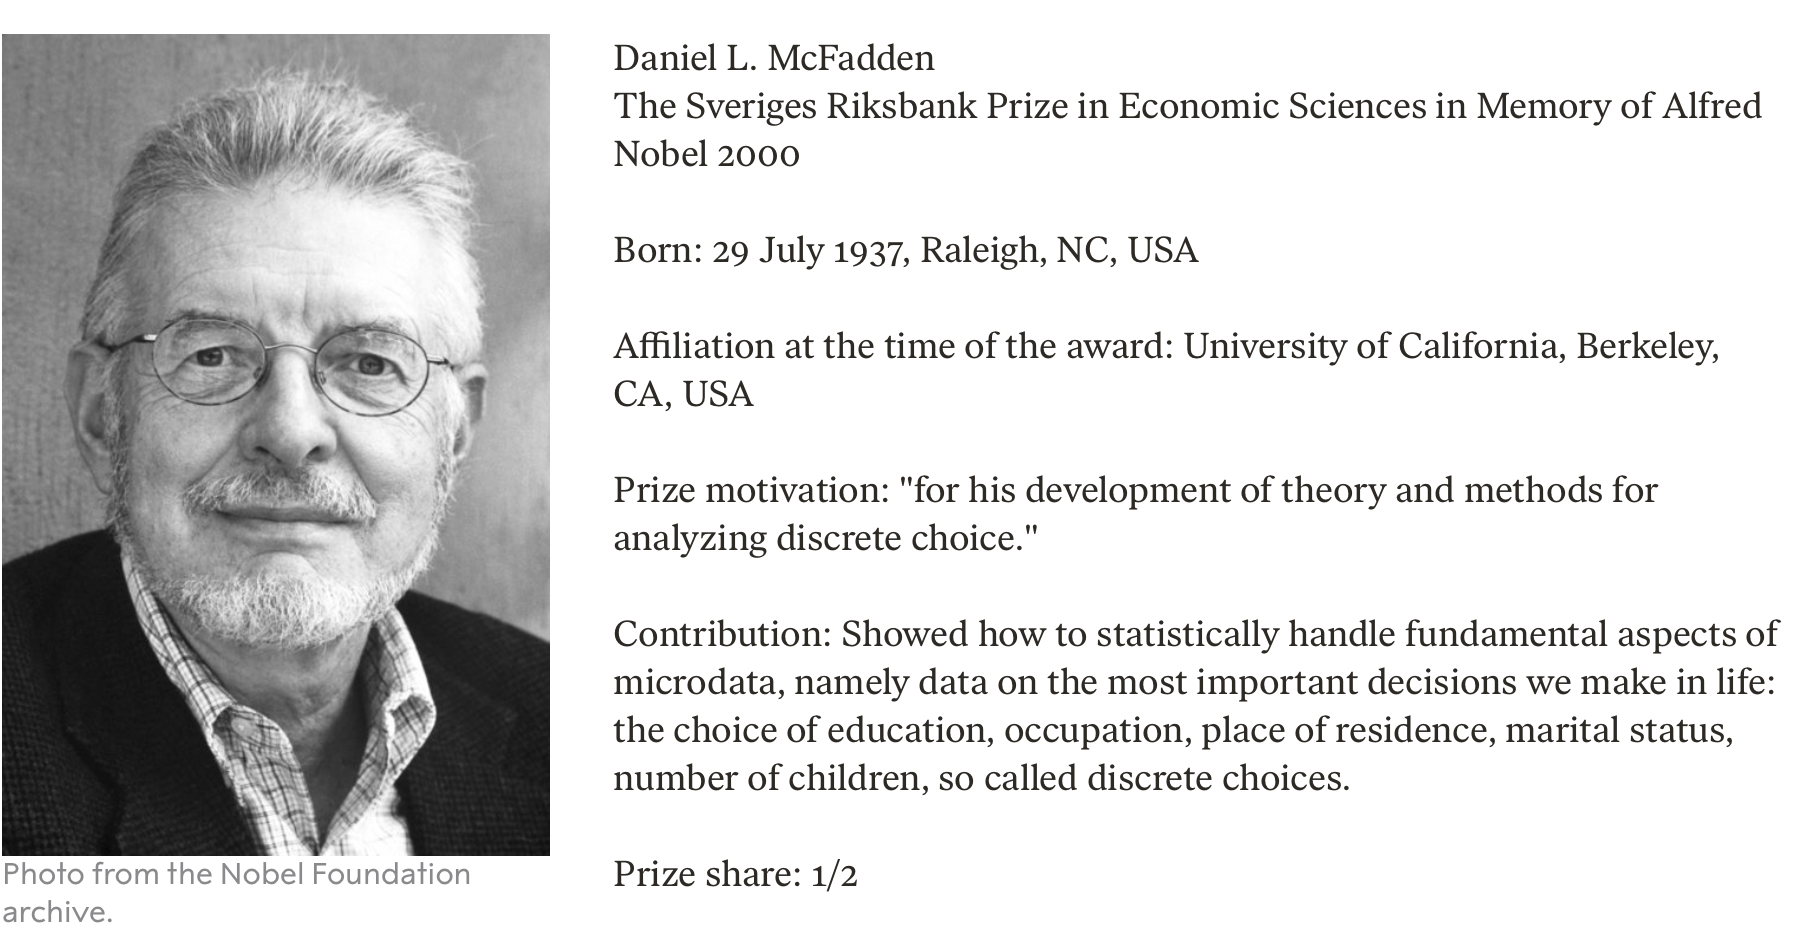 Daniel L. McFadden
The Sveriges Riksbank Prize in Economic Sciences in Memory of Alfred
Nobel 2000
Born: 29 July 1937, Raleigh, NC, USA
Affiliation at the time of the award: University of California, Berkeley,
CA, USA
Prize motivation: "for his development of theory and methods for
analyzing discrete choice."
Contribution: Showed how to statistically handle fundamental aspects of
microdata, namely data on the most important decisions we make in life:
the choice of education, occupation, place of residence, marital status,
number of children, so called discrete choices.
Prize share: 1/2
Photo from the Nobel Foundation
archive.